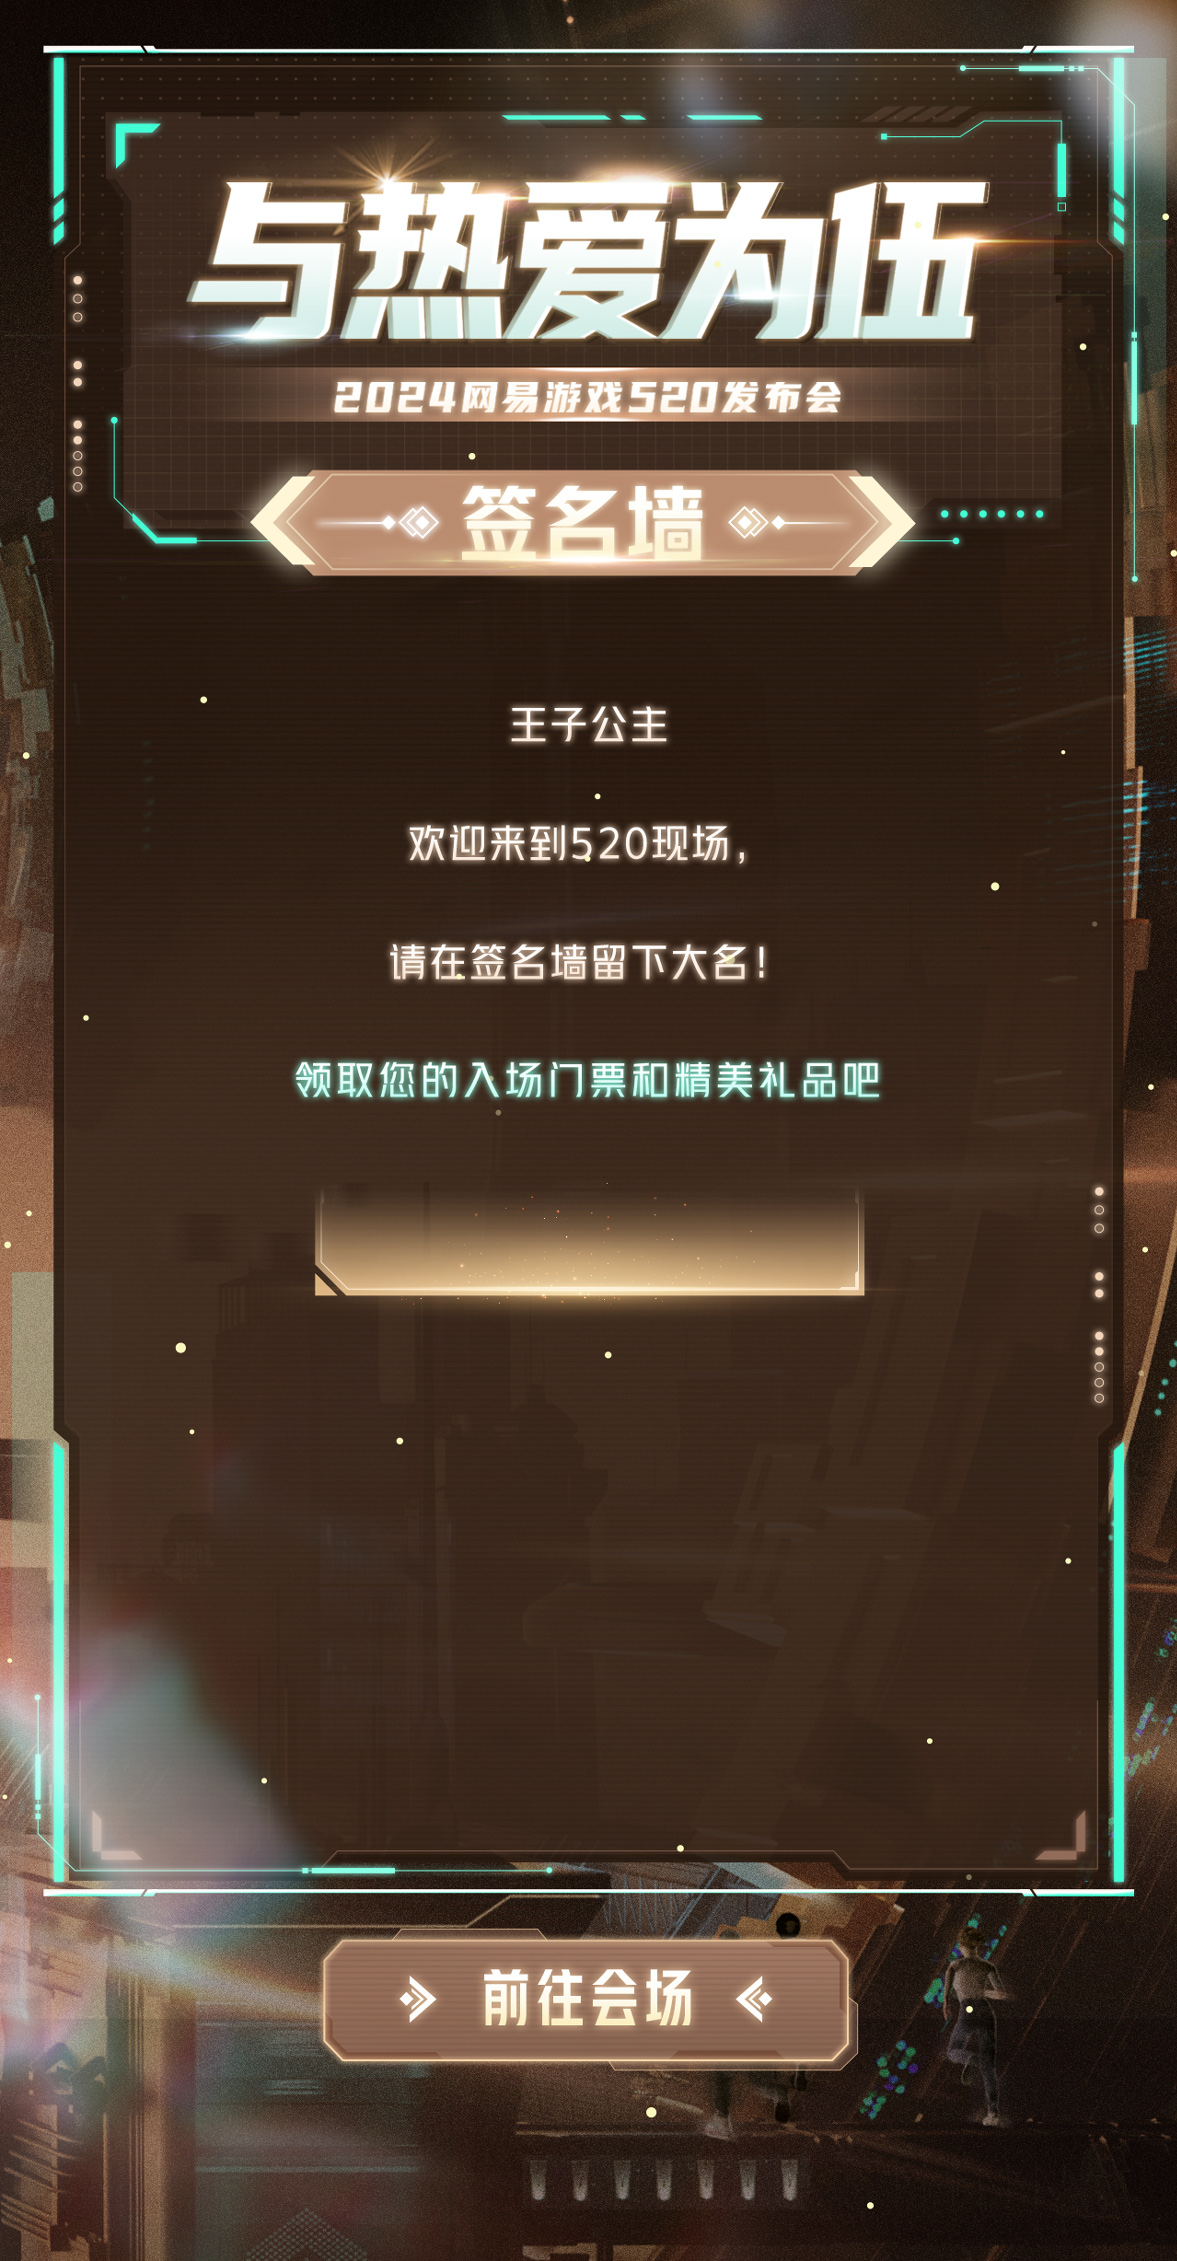 与热爱为伍
2024网易游戏520发布会
签名墙
王子公主
欢迎来到520现场，
请在签名墙留下大名！
领取您的入场门票和精美礼品吧
前往会场